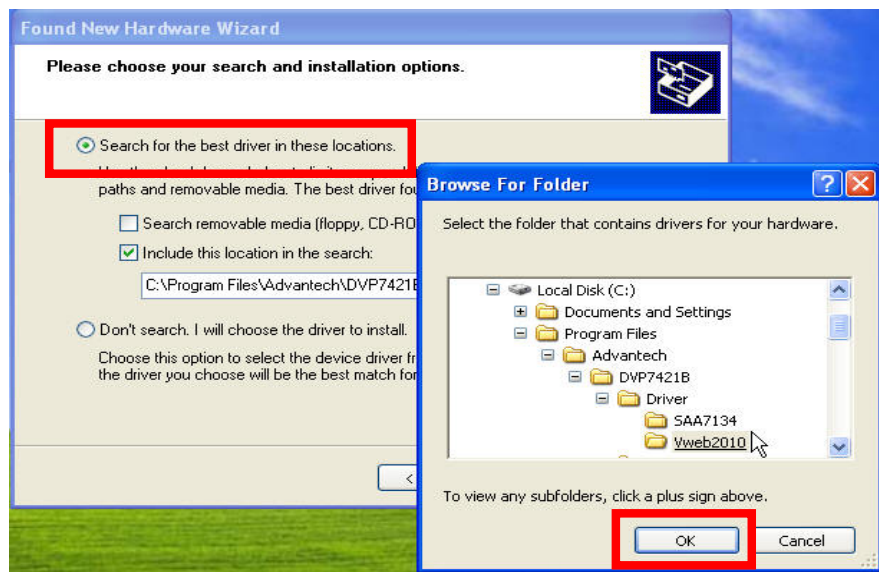 Found New Hardware Wizard
Please choose your search and installation options.
Search for the best driver in these locations.
paths and removable media. The best driver fou
Search removable media (floppy, CD-RO
Include this location in the search:
C:\Program Files\Advantech\DVP7421B
Don't search. I will choose the driver to install.
Choose this option to select the device driver fr
the driver you choose will be the best match for
<
Browse For Folder
Select the folder that contains drivers for your hardware.
Local Disk (C:)
Documents and Settings
Program Files
Advantech
DVP7421B
Driver
SAA7134
Vweb2010
To view any subfolders, click a plus sign above.
OK
Cancel